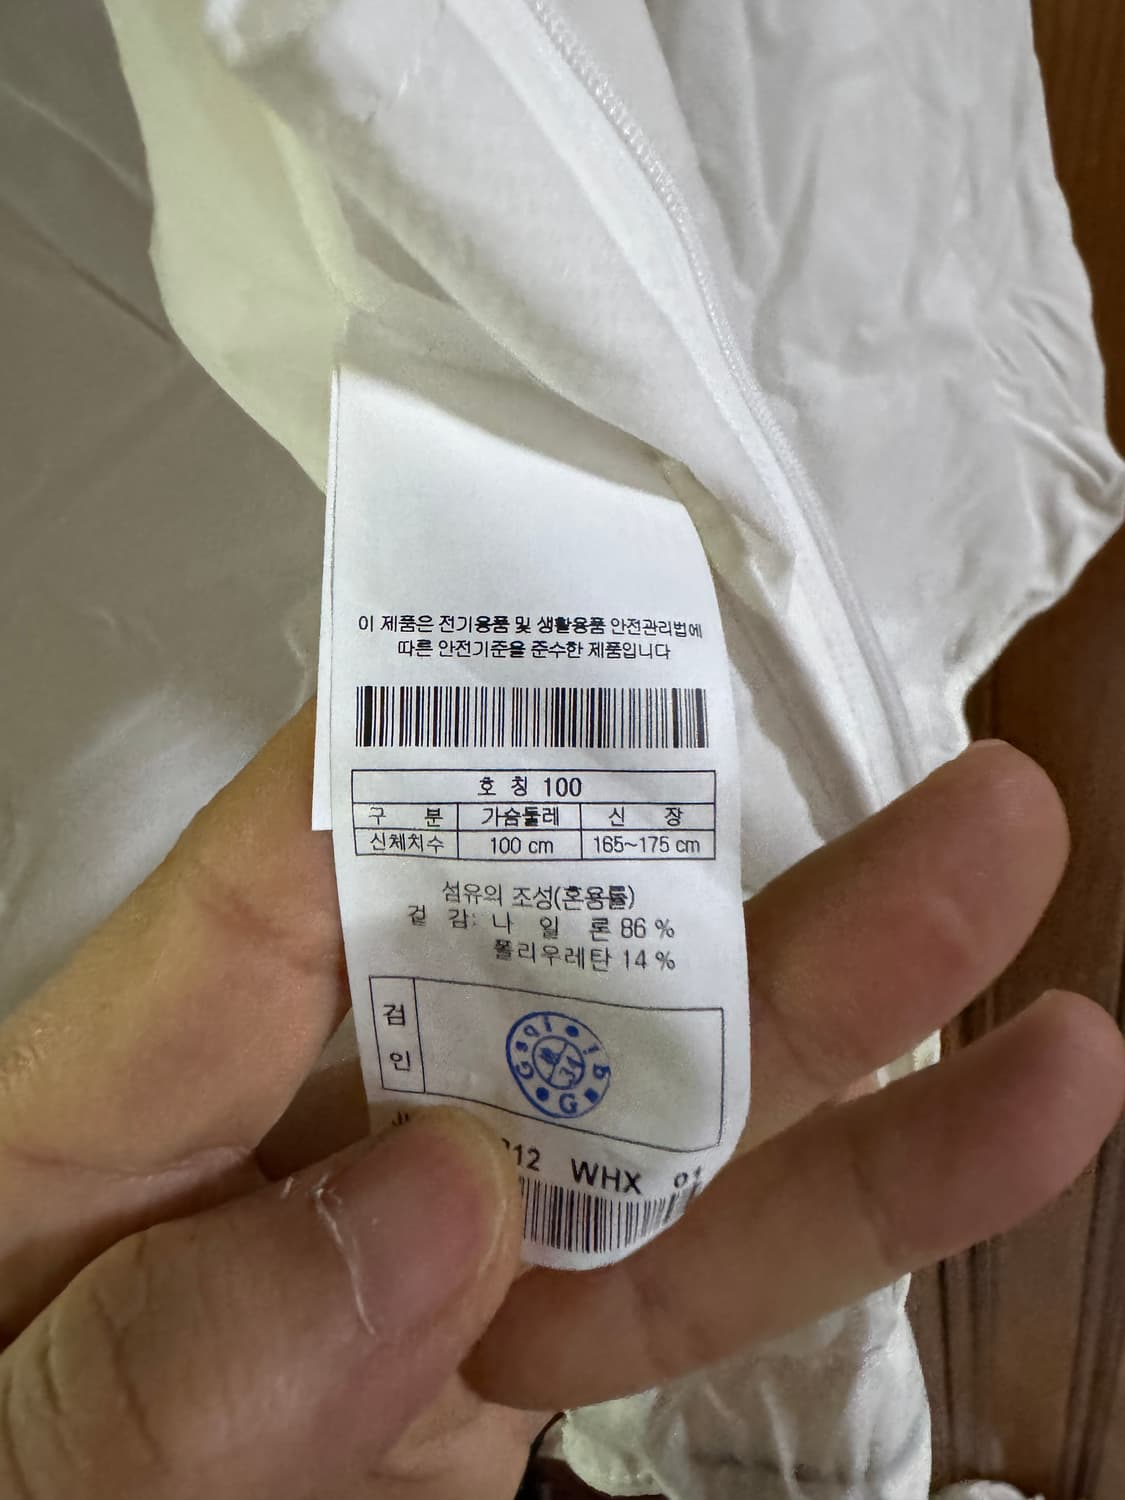 이 제품은 전기용품 및 생활용품 안전관리법에
따른 안전기준을 준수한 제품입니다
호 칭 100
구 분 가슴둘레 신 장
신체치수 100 cm 165~175 cm
섬유의 조성(혼용률)
겉 감: 나 일 론 86 %
폴리우레탄 14 %
검
인
12 WHX 01